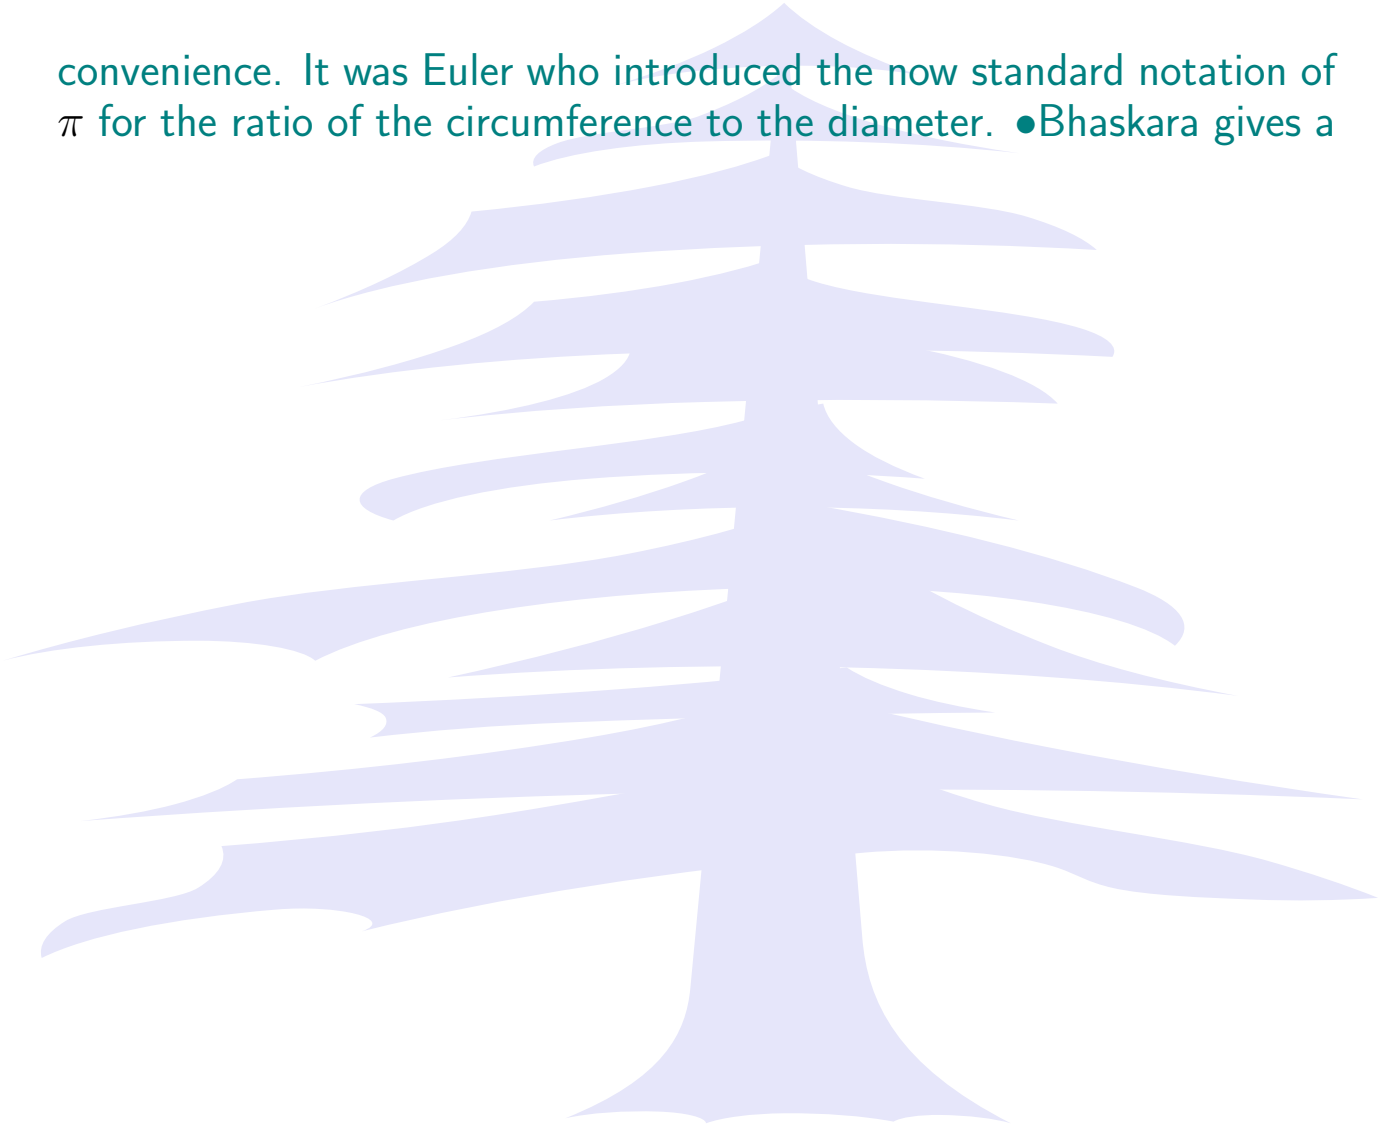 convenience. It was Euler who introduced the now standard notation of
π for the ratio of the circumference to the diameter. •Bhaskara gives a